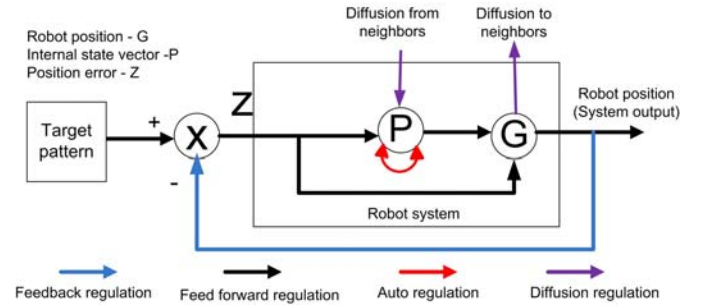 Robot position - G
Internal state vector -P
Position error - Z
Diffusion from
neighbors
Diffusion to
neighbors
Robot position
(System output)
Target
pattern
+
X
-
Z
P
G
Robot system
Feedback regulation
Feed forward regulation
Auto regulation
Diffusion regulation